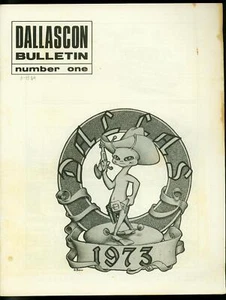 DALLASCON
BULLETIN
number one
DALLAS
1973